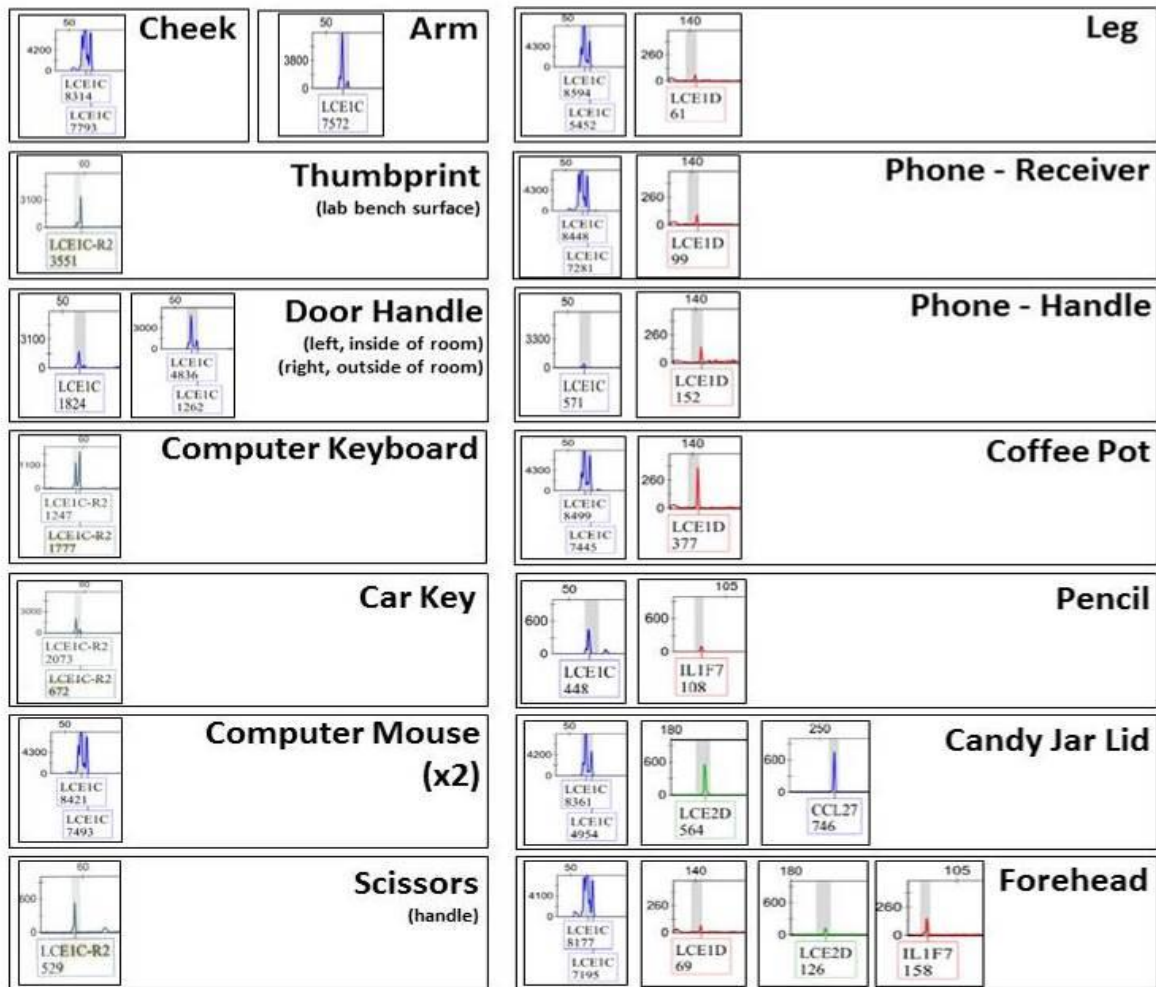 Cheek
50
4200
0
LCE1C
8314
LCE1C
7793
Arm
50
3800
0
LCE1C
7572
Leg
50
4300
0
LCE1C
8594
LCE1C
5452
140
260
0
LCE1D
61
Thumbprint
(lab bench surface)
60
3100
0
LCE1C-R2
3551
Phone - Receiver
50
4300
0
LCE1C
8448
LCE1C
7281
140
260
0
LCE1D
99
Door Handle
(left, inside of room)
(right, outside of room)
50
3100
0
LCE1C
1824
50
3000
0
LCE1C
4836
LCE1C
1262
Phone - Handle
50
3300
0
LCE1C
571
140
260
0
LCE1D
152
Computer Keyboard
60
1100
0
LCE1C-R2
1247
LCE1C-R2
1777
Coffee Pot
50
4300
0
LCE1C
8499
LCE1C
7445
140
260
0
LCE1D
377
Car Key
60
3000
0
LCE1C-R2
2073
LCE1C-R2
672
Pencil
50
600
0
LCE1C
448
105
600
0
IL1F7
108
Computer Mouse
(x2)
50
4300
0
LCE1C
8421
LCE1C
7493
Candy Jar Lid
50
4200
0
LCE1C
8361
LCE1C
4954
180
600
0
LCE2D
564
250
600
0
CCL27
746
Scissors
(handle)
60
600
0
LCE1C-R2
529
Forehead
50
4100
0
LCE1C
8177
LCE1C
7195
140
260
0
LCE1D
69
180
600
0
LCE2D
126
105
260
0
IL1F7
158